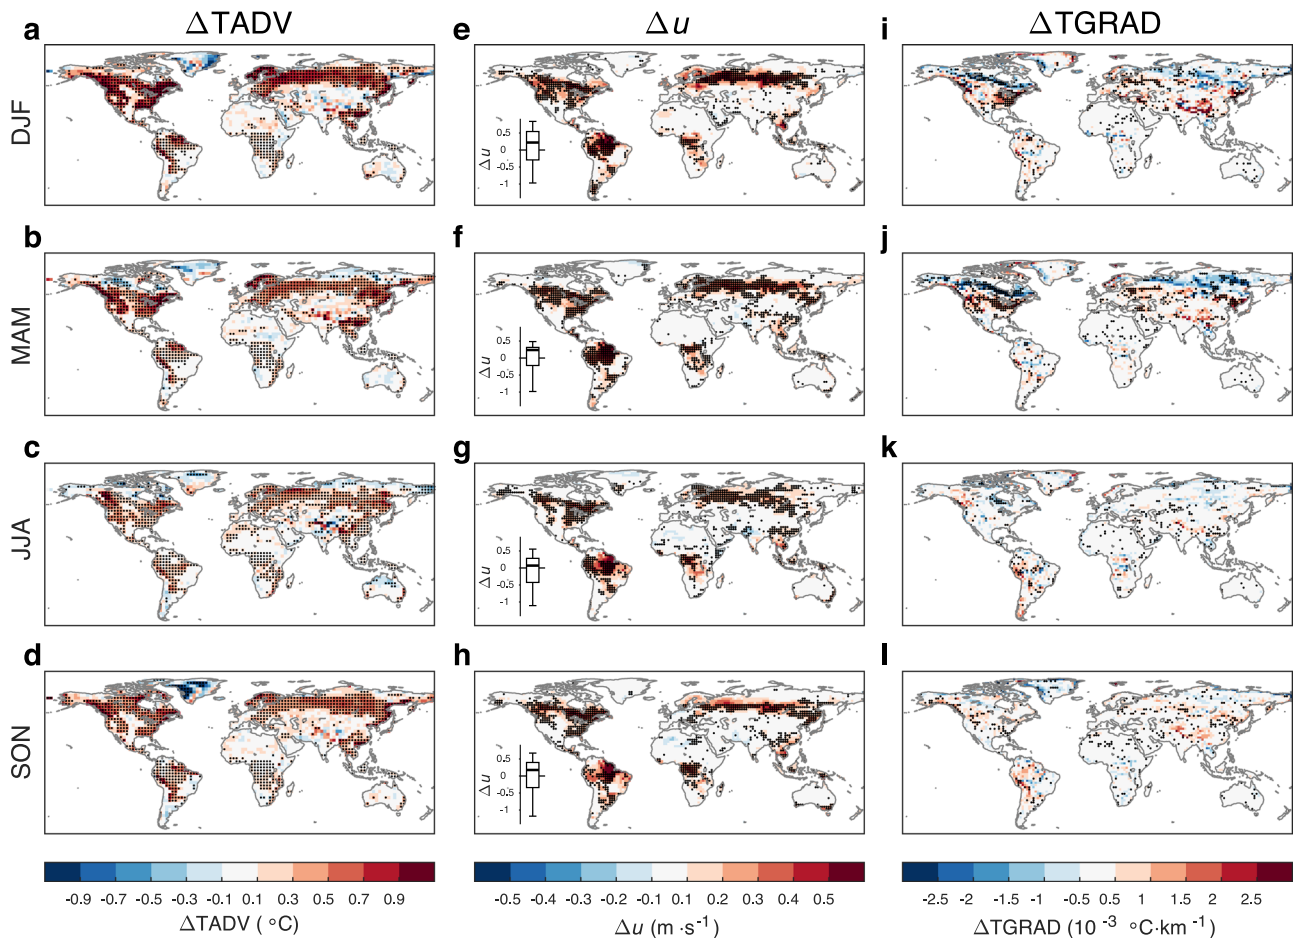 a ΔTADV e Δu i ΔTGRAD
DJF
0.5
0
-0.5
-1
Δu
b f j
MAM
0.5
0
-0.5
-1
Δu
c g k
JJA
0.5
0
-0.5
-1
Δu
d h l
SON
0.5
0
-0.5
-1
Δu
-0.9 -0.7 -0.5 -0.3 -0.1 0.1 0.3 0.5 0.7 0.9
ΔTADV ( °C)
-0.5 -0.4 -0.3 -0.2 -0.1 0.1 0.2 0.3 0.4 0.5
Δu (m ·s⁻¹)
-2.5 -2 -1.5 -1 -0.5 0.5 1 1.5 2 2.5
ΔTGRAD (10⁻³ °C·km⁻¹)